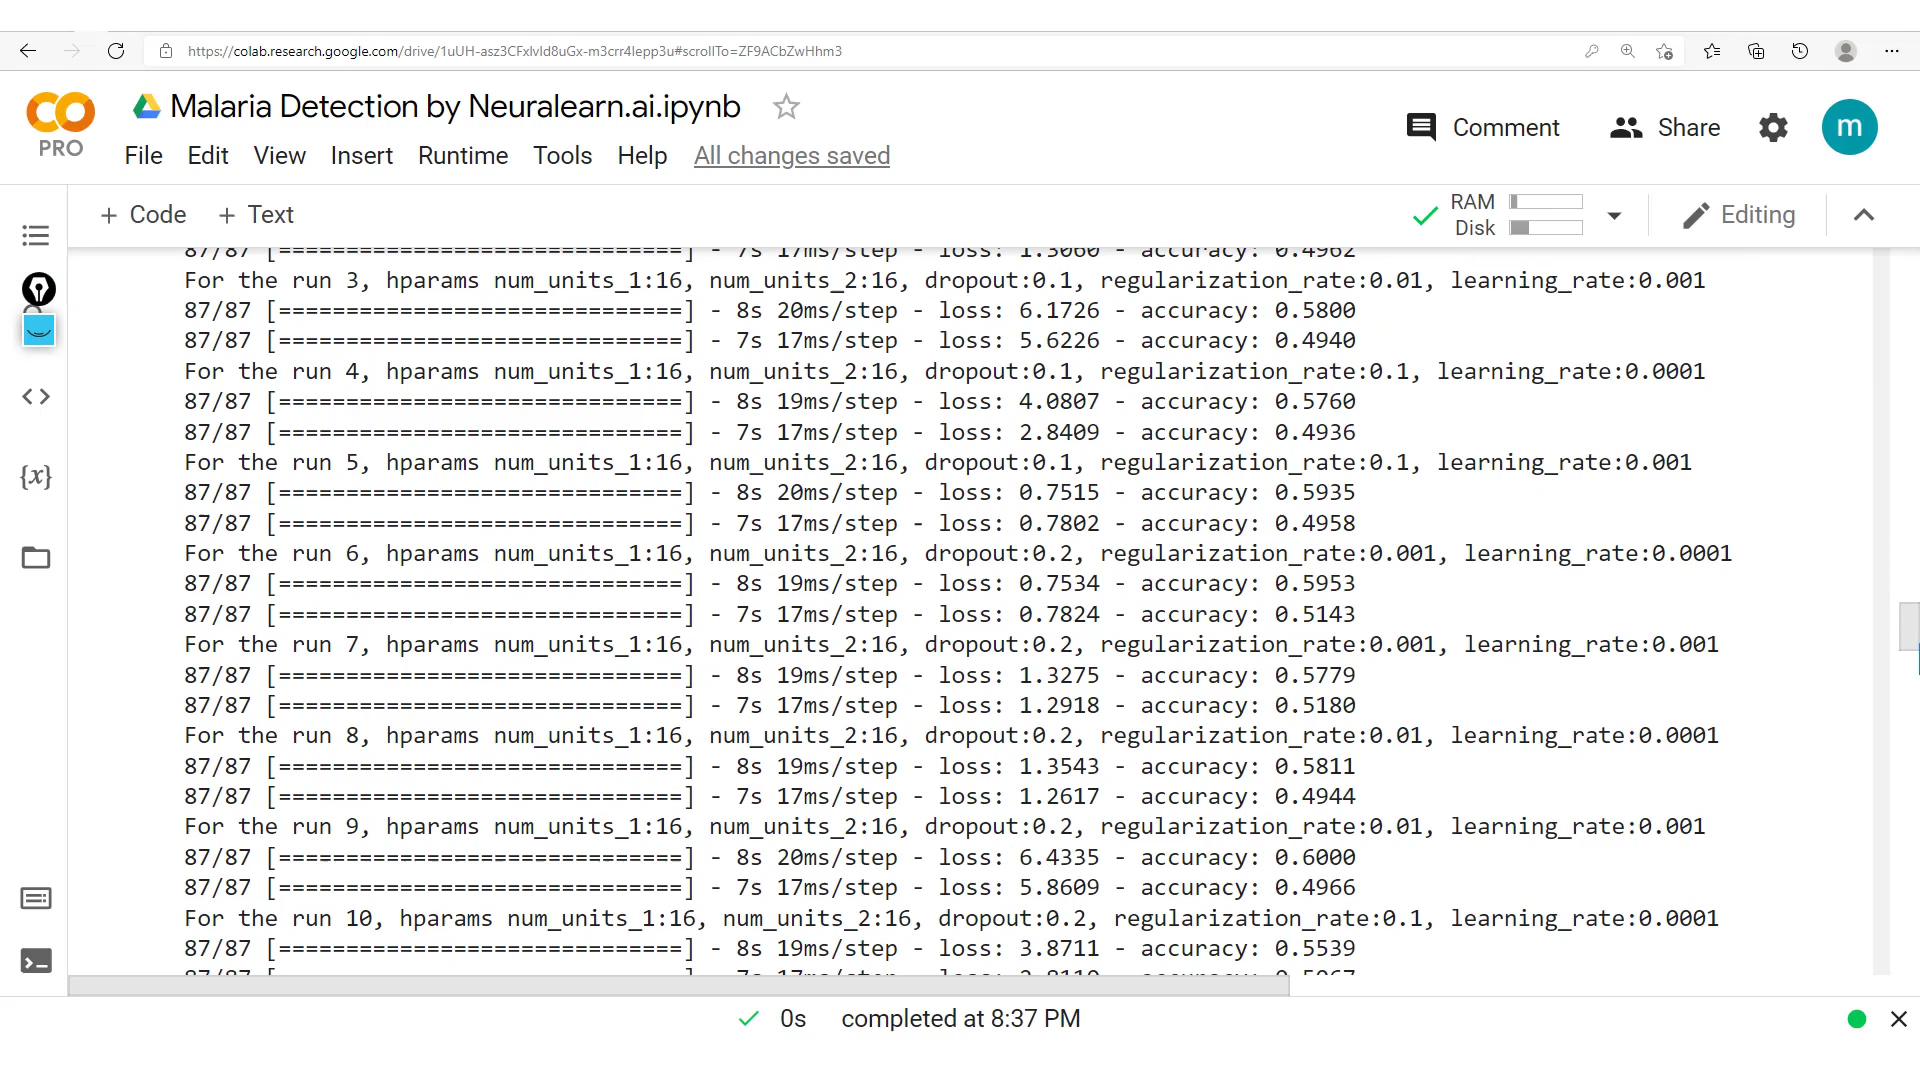 https://colab.research.google.com/drive/1uUH-asz3CFxlvId8uGx-m3crr4lepp3u#scrollTo=ZF9ACbZwHhm3
Malaria Detection by Neuralearn.ai.ipynb
PRO
File Edit View Insert Runtime Tools Help All changes saved
Comment Share m
+ Code + Text
RAM
Disk
Editing
{x}
87/87 [==============================] - 7s 17ms/step - loss: 1.3060 - accuracy: 0.4962
For the run 3, hparams num_units_1:16, num_units_2:16, dropout:0.1, regularization_rate:0.01, learning_rate:0.001
87/87 [==============================] - 8s 20ms/step - loss: 6.1726 - accuracy: 0.5800
87/87 [==============================] - 7s 17ms/step - loss: 5.6226 - accuracy: 0.4940
For the run 4, hparams num_units_1:16, num_units_2:16, dropout:0.1, regularization_rate:0.1, learning_rate:0.0001
87/87 [==============================] - 8s 19ms/step - loss: 4.0807 - accuracy: 0.5760
87/87 [==============================] - 7s 17ms/step - loss: 2.8409 - accuracy: 0.4936
For the run 5, hparams num_units_1:16, num_units_2:16, dropout:0.1, regularization_rate:0.1, learning_rate:0.001
87/87 [==============================] - 8s 20ms/step - loss: 0.7515 - accuracy: 0.5935
87/87 [==============================] - 7s 17ms/step - loss: 0.7802 - accuracy: 0.4958
For the run 6, hparams num_units_1:16, num_units_2:16, dropout:0.2, regularization_rate:0.001, learning_rate:0.0001
87/87 [==============================] - 8s 19ms/step - loss: 0.7534 - accuracy: 0.5953
87/87 [==============================] - 7s 17ms/step - loss: 0.7824 - accuracy: 0.5143
For the run 7, hparams num_units_1:16, num_units_2:16, dropout:0.2, regularization_rate:0.001, learning_rate:0.001
87/87 [==============================] - 8s 19ms/step - loss: 1.3275 - accuracy: 0.5779
87/87 [==============================] - 7s 17ms/step - loss: 1.2918 - accuracy: 0.5180
For the run 8, hparams num_units_1:16, num_units_2:16, dropout:0.2, regularization_rate:0.01, learning_rate:0.0001
87/87 [==============================] - 8s 19ms/step - loss: 1.3543 - accuracy: 0.5811
87/87 [==============================] - 7s 17ms/step - loss: 1.2617 - accuracy: 0.4944
For the run 9, hparams num_units_1:16, num_units_2:16, dropout:0.2, regularization_rate:0.01, learning_rate:0.001
87/87 [==============================] - 8s 20ms/step - loss: 6.4335 - accuracy: 0.6000
87/87 [==============================] - 7s 17ms/step - loss: 5.8609 - accuracy: 0.4966
For the run 10, hparams num_units_1:16, num_units_2:16, dropout:0.2, regularization_rate:0.1, learning_rate:0.0001
87/87 [==============================] - 8s 19ms/step - loss: 3.8711 - accuracy: 0.5539
0s completed at 8:37 PM